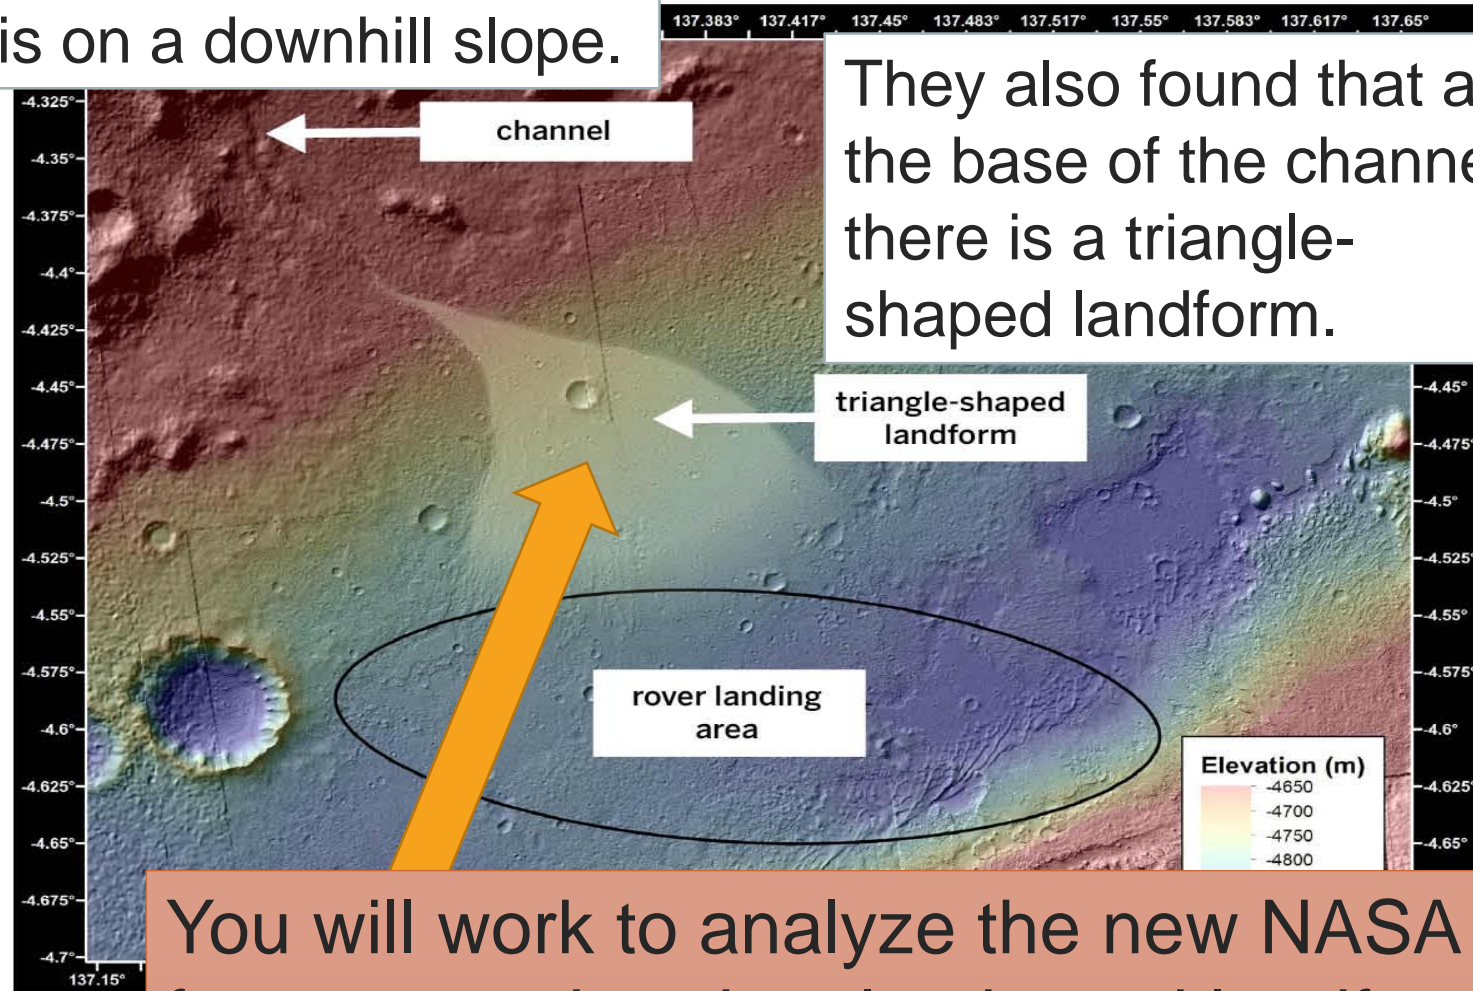 is on a downhill slope.
137.383° 137.417° 137.45° 137.483° 137.517° 137.55° 137.583° 137.617° 137.65°
They also found that a
the base of the channe
there is a triangle-
shaped landform.
-4.325°
channel
-4.35°
-4.375°
-4.4°
-4.425°
-4.45°
-4.45°
triangle-shaped
landform
-4.475°
-4.475°
-4.5°
-4.5°
-4.525°
-4.525°
-4.55°
-4.55°
-4.575°
-4.575°
rover landing
area
-4.6°
-4.6°
Elevation (m)
-4650
-4700
-4750
-4800
-4.625°
-4.625°
-4.65°
-4.65°
-4.675°
-4.7°
137.15°
You will work to analyze the new NASA